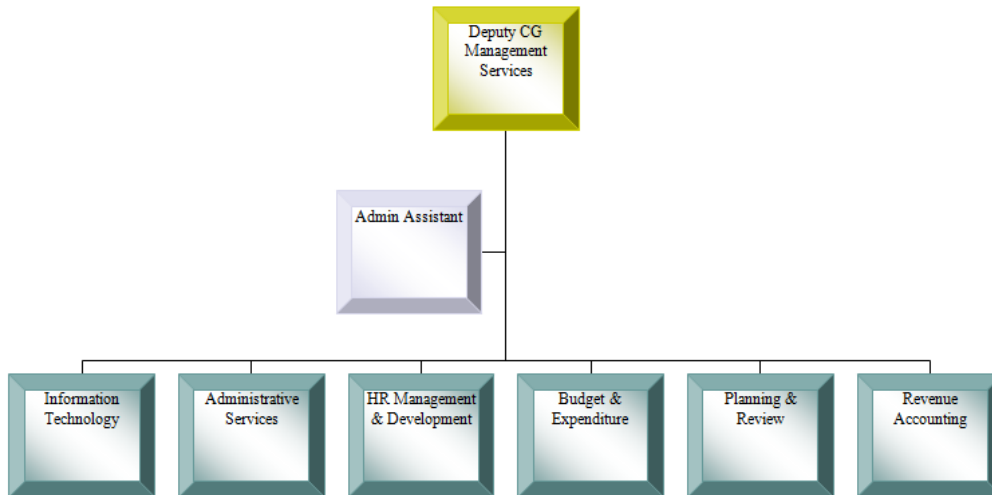 Deputy CG
Management
Services
Admin Assistant
Information
Technology
Administrative
Services
HR Management
& Development
Budget &
Expenditure
Planning &
Review
Revenue
Accounting